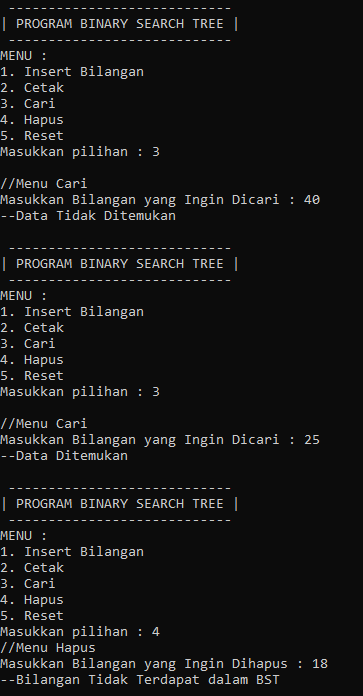 ----------------------------
| PROGRAM BINARY SEARCH TREE |
----------------------------
MENU :
1. Insert Bilangan
2. Cetak
3. Cari
4. Hapus
5. Reset
Masukkan pilihan : 3
//Menu Cari
Masukkan Bilangan yang Ingin Dicari : 40
--Data Tidak Ditemukan
----------------------------
| PROGRAM BINARY SEARCH TREE |
----------------------------
MENU :
1. Insert Bilangan
2. Cetak
3. Cari
4. Hapus
5. Reset
Masukkan pilihan : 3
//Menu Cari
Masukkan Bilangan yang Ingin Dicari : 25
--Data Ditemukan
----------------------------
| PROGRAM BINARY SEARCH TREE |
----------------------------
MENU :
1. Insert Bilangan
2. Cetak
3. Cari
4. Hapus
5. Reset
Masukkan pilihan : 4
//Menu Hapus
Masukkan Bilangan yang Ingin Dihapus : 18
--Bilangan Tidak Terdapat dalam BST